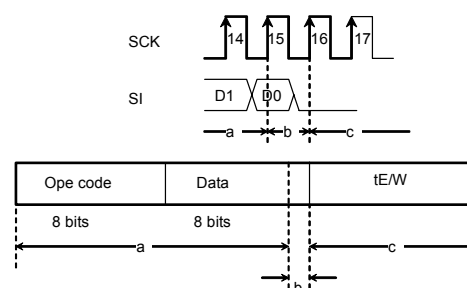 SCK
14 15 16 17
SI
D1 D0
a b c
Ope code Data tE/W
8 bits 8 bits
a c
b